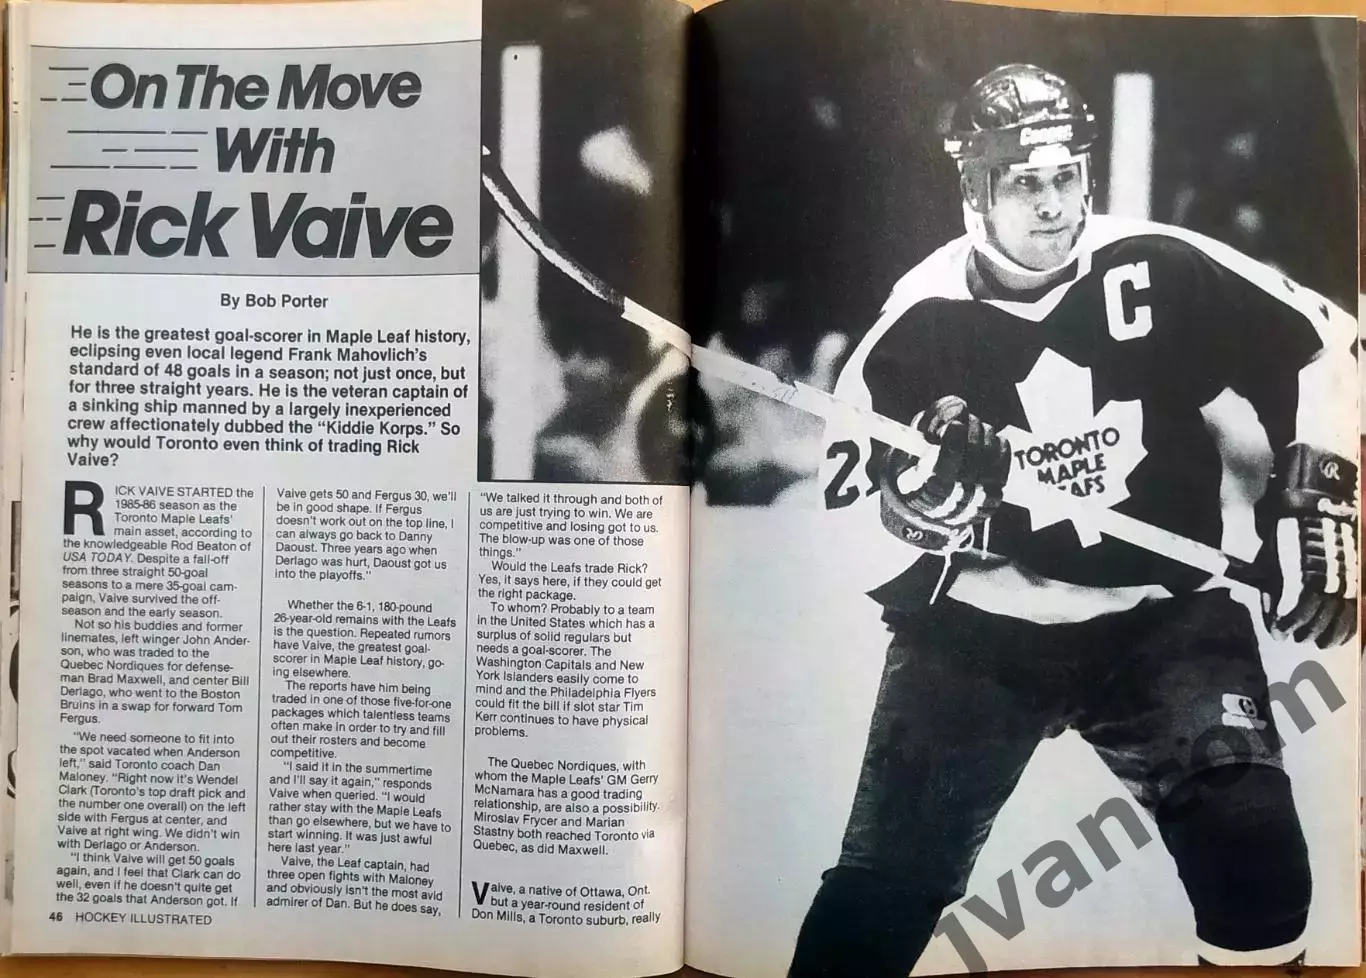 On The Move
With
Rick Vaive
By Bob Porter
He is the greatest goal-scorer in Maple Leaf history,
eclipsing even local legend Frank Mahovlich's
standard of 48 goals in a season; not just once, but
for three straight years. He is the veteran captain of
a sinking ship manned by a largely inexperienced
crew affectionately dubbed the "Kiddie Korps." So
why would Toronto even think of trading Rick
Vaive?
RICK VAIVE STARTED the
1985-86 season as the
Toronto Maple Leafs'
main asset, according to
the knowledgeable Rod Beaton of
USA TODAY. Despite a fall-off
from three straight 50-goal
seasons to a mere 35-goal cam-
paign, Vaive survived the off-
season and the early season.
Not so his buddies and former
linemates, left winger John Ander-
son, who was traded to the
Quebec Nordiques for defense-
man Brad Maxwell, and center Bill
Derlago, who went to the Boston
Bruins in a swap for forward Tom
Fergus.
"We need someone to fit into
the spot vacated when Anderson
left," said Toronto coach Dan
Maloney. "Right now it's Wendel
Clark (Toronto's top draft pick and
the number one overall) on the left
side with Fergus at center, and
Vaive at right wing. We didn't win
with Derlago or Anderson.
"I think Vaive will get 50 goals
again, and I feel that Clark can do
well, even if he doesn't quite get
the 32 goals that Anderson got. If
46 HOCKEY ILLUSTRATED
Vaive gets 50 and Fergus 30, we'll
be in good shape. If Fergus
doesn't work out on the top line, I
can always go back to Danny
Daoust. Three years ago when
Derlago was hurt, Daoust got us
into the playoffs."
Whether the 6-1, 180-pound
26-year-old remains with the Leafs
is the question. Repeated rumors
have Vaive, the greatest goal-
scorer in Maple Leaf history, go-
ing elsewhere.
The reports have him being
traded in one of those five-for-one
packages which talentless teams
often make in order to try and fill
out their rosters and become
competitive.
"I said it in the summertime
and I'll say it again," responds
Vaive when queried. "I would
rather stay with the Maple Leafs
than go elsewhere, but we have to
start winning. It was just awful
here last year."
Vaive, the Leaf captain, had
three open fights with Maloney
and obviously isn't the most avid
admirer of Dan. But he does say,
"We talked it through and both of
us are just trying to win. We are
competitive and losing got to us.
The blow-up was one of those
things."
Would the Leafs trade Rick?
Yes, it says here, if they could get
the right package.
To whom? Probably to a team
in the United States which has a
surplus of solid regulars but
needs a goal-scorer. The
Washington Capitals and New
York Islanders easily come to
mind and the Philadelphia Flyers
could fit the bill if slot star Tim
Kerr continues to have physical
problems.
The Quebec Nordiques, with
whom the Maple Leafs' GM Gerry
McNamara has a good trading
relationship, are also a possibility.
Miroslav Frycer and Marian
Stastny both reached Toronto via
Quebec, as did Maxwell.
Vaive, a native of Ottawa, Ont.
but a year-round resident of
Don Mills, a Toronto suburb, really
Cooper
C
2
TORONTO
MAPLE
LEAFS
jvan.com